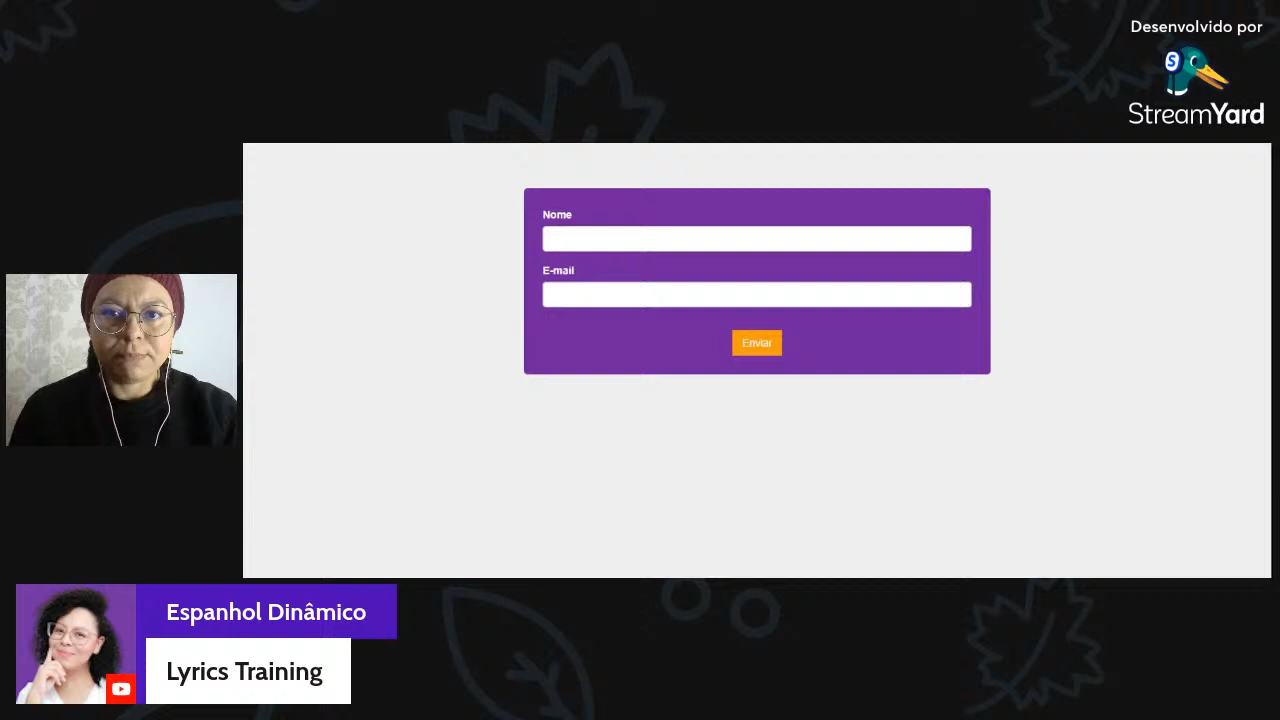 Desenvolvido por
StreamYard
Nome
E-mail
Enviar
Espanhol Dinâmico
Lyrics Training